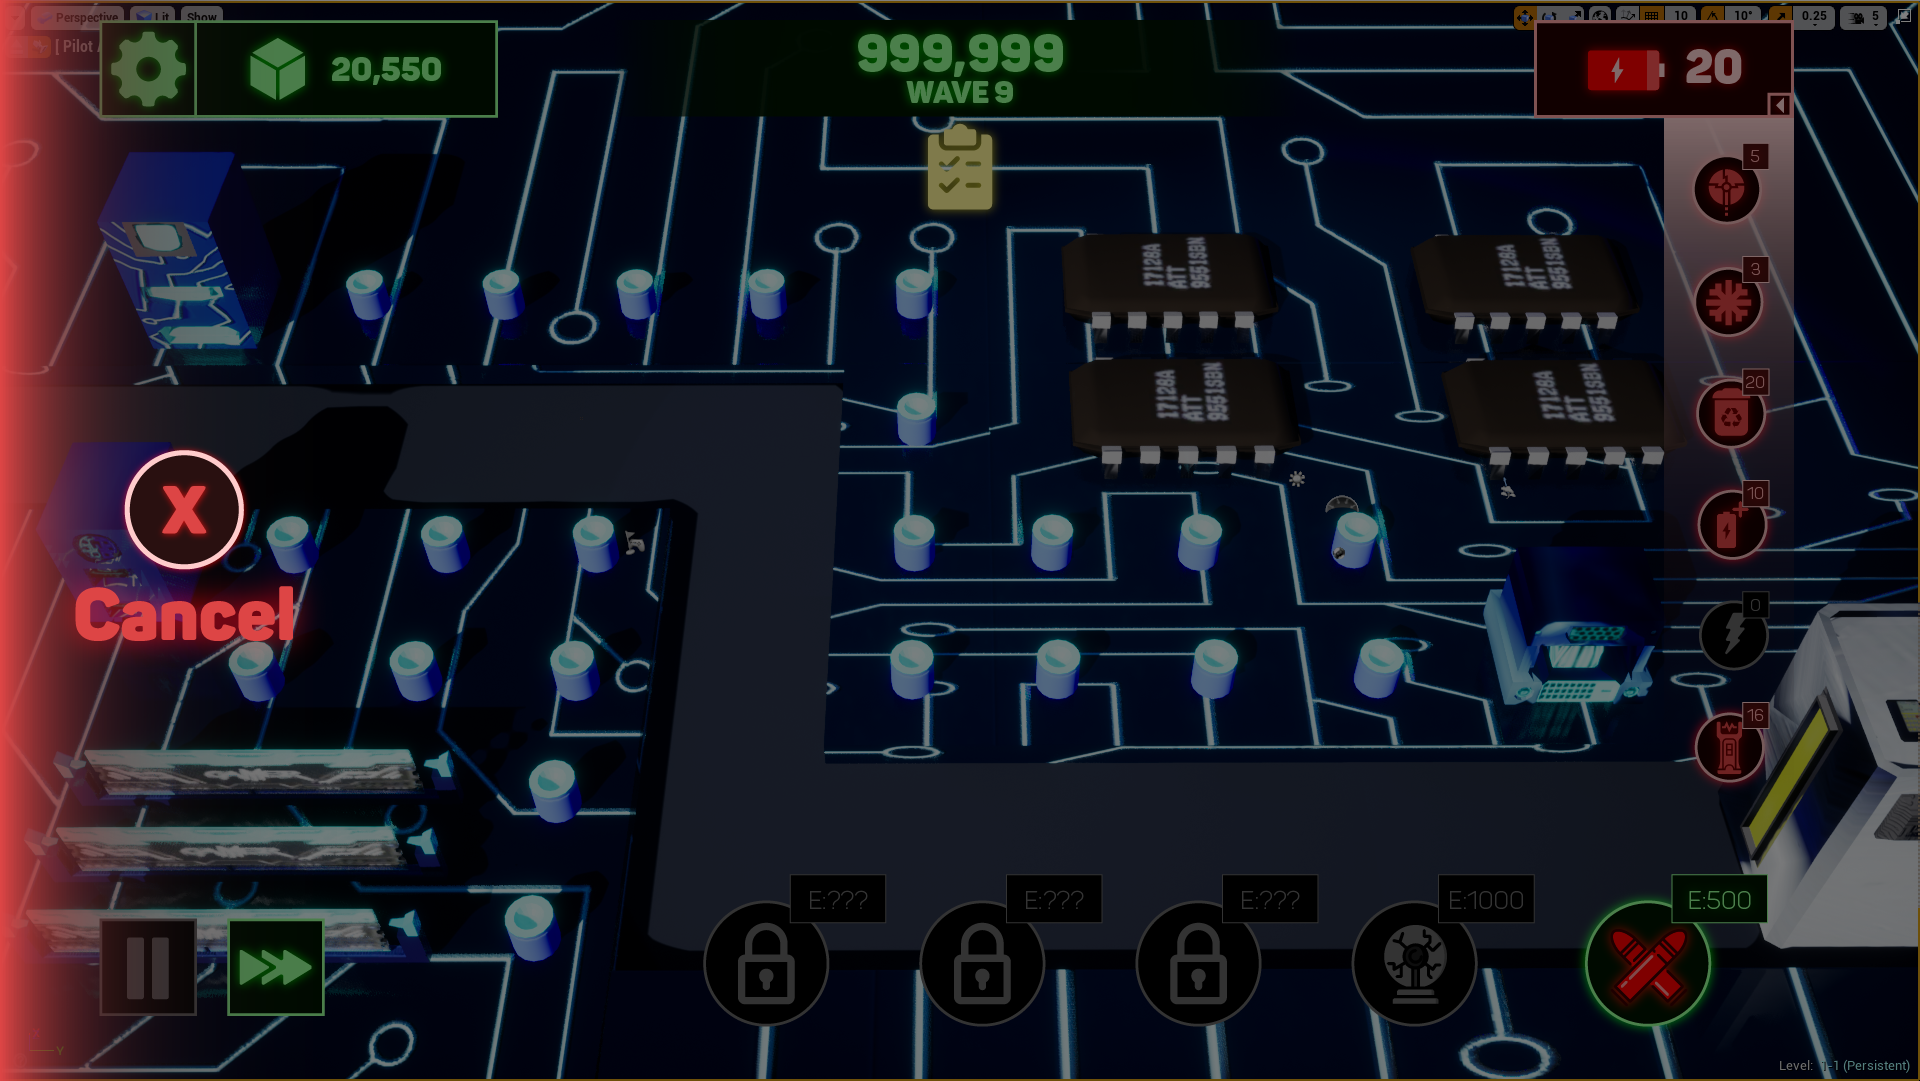 Perspective
Lit
Show
10
10°
0.25
5
[ Pilot
20,550
999,999
WAVE 9
20
5
3
20
10
0
16
17128A
ATT
9551SBN
17128A
ATT
9551SBN
17128A
ATT
9551SBN
17128A
ATT
9551SBN
X
Cancel
E:???
E:???
E:???
E:1000
E:500
Y
Level: 1-1 (Persistent)